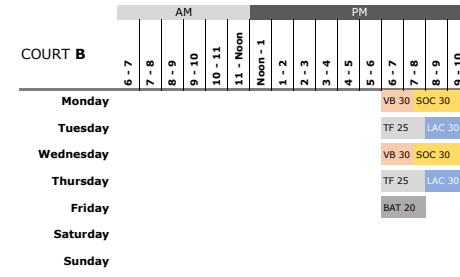 AM PM
COURT B
6 - 7 7 - 8 8 - 9 9 - 10 10 - 11 11 - Noon Noon - 1 1 - 2 2 - 3 3 - 4 4 - 5 5 - 6 6 - 7 7 - 8 8 - 9 9 - 10
Monday VB 30 SOC 30
Tuesday TF 25 LAC 30
Wednesday VB 30 SOC 30
Thursday TF 25 LAC 30
Friday BAT 20
Saturday
Sunday